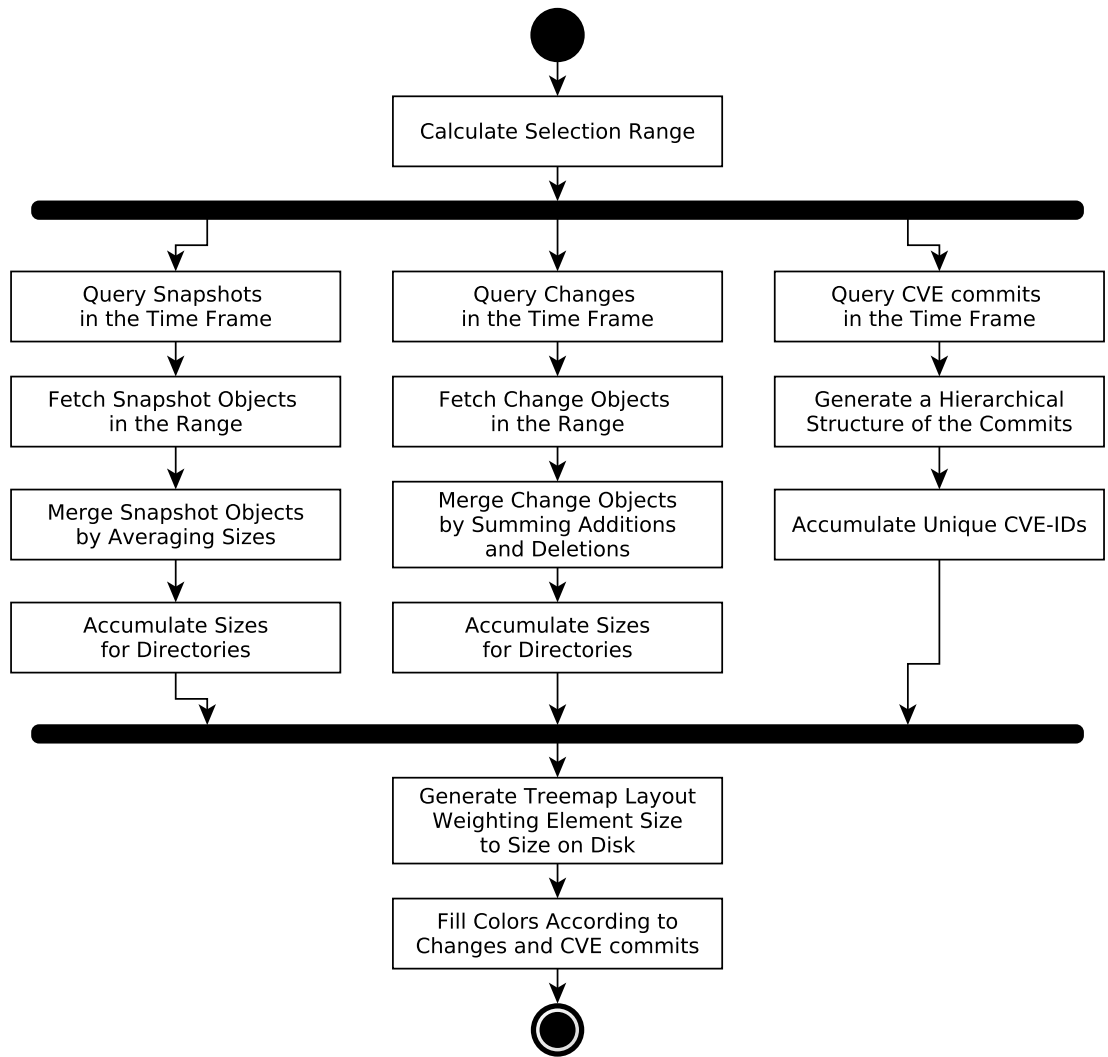 Calculate Selection Range
Query Snapshots
in the Time Frame
Query Changes
in the Time Frame
Query CVE commits
in the Time Frame
Fetch Snapshot Objects
in the Range
Fetch Change Objects
in the Range
Generate a Hierarchical
Structure of the Commits
Merge Snapshot Objects
by Averaging Sizes
Merge Change Objects
by Summing Additions
and Deletions
Accumulate Unique CVE-IDs
Accumulate Sizes
for Directories
Accumulate Sizes
for Directories
Generate Treemap Layout
Weighting Element Size
to Size on Disk
Fill Colors According to
Changes and CVE commits